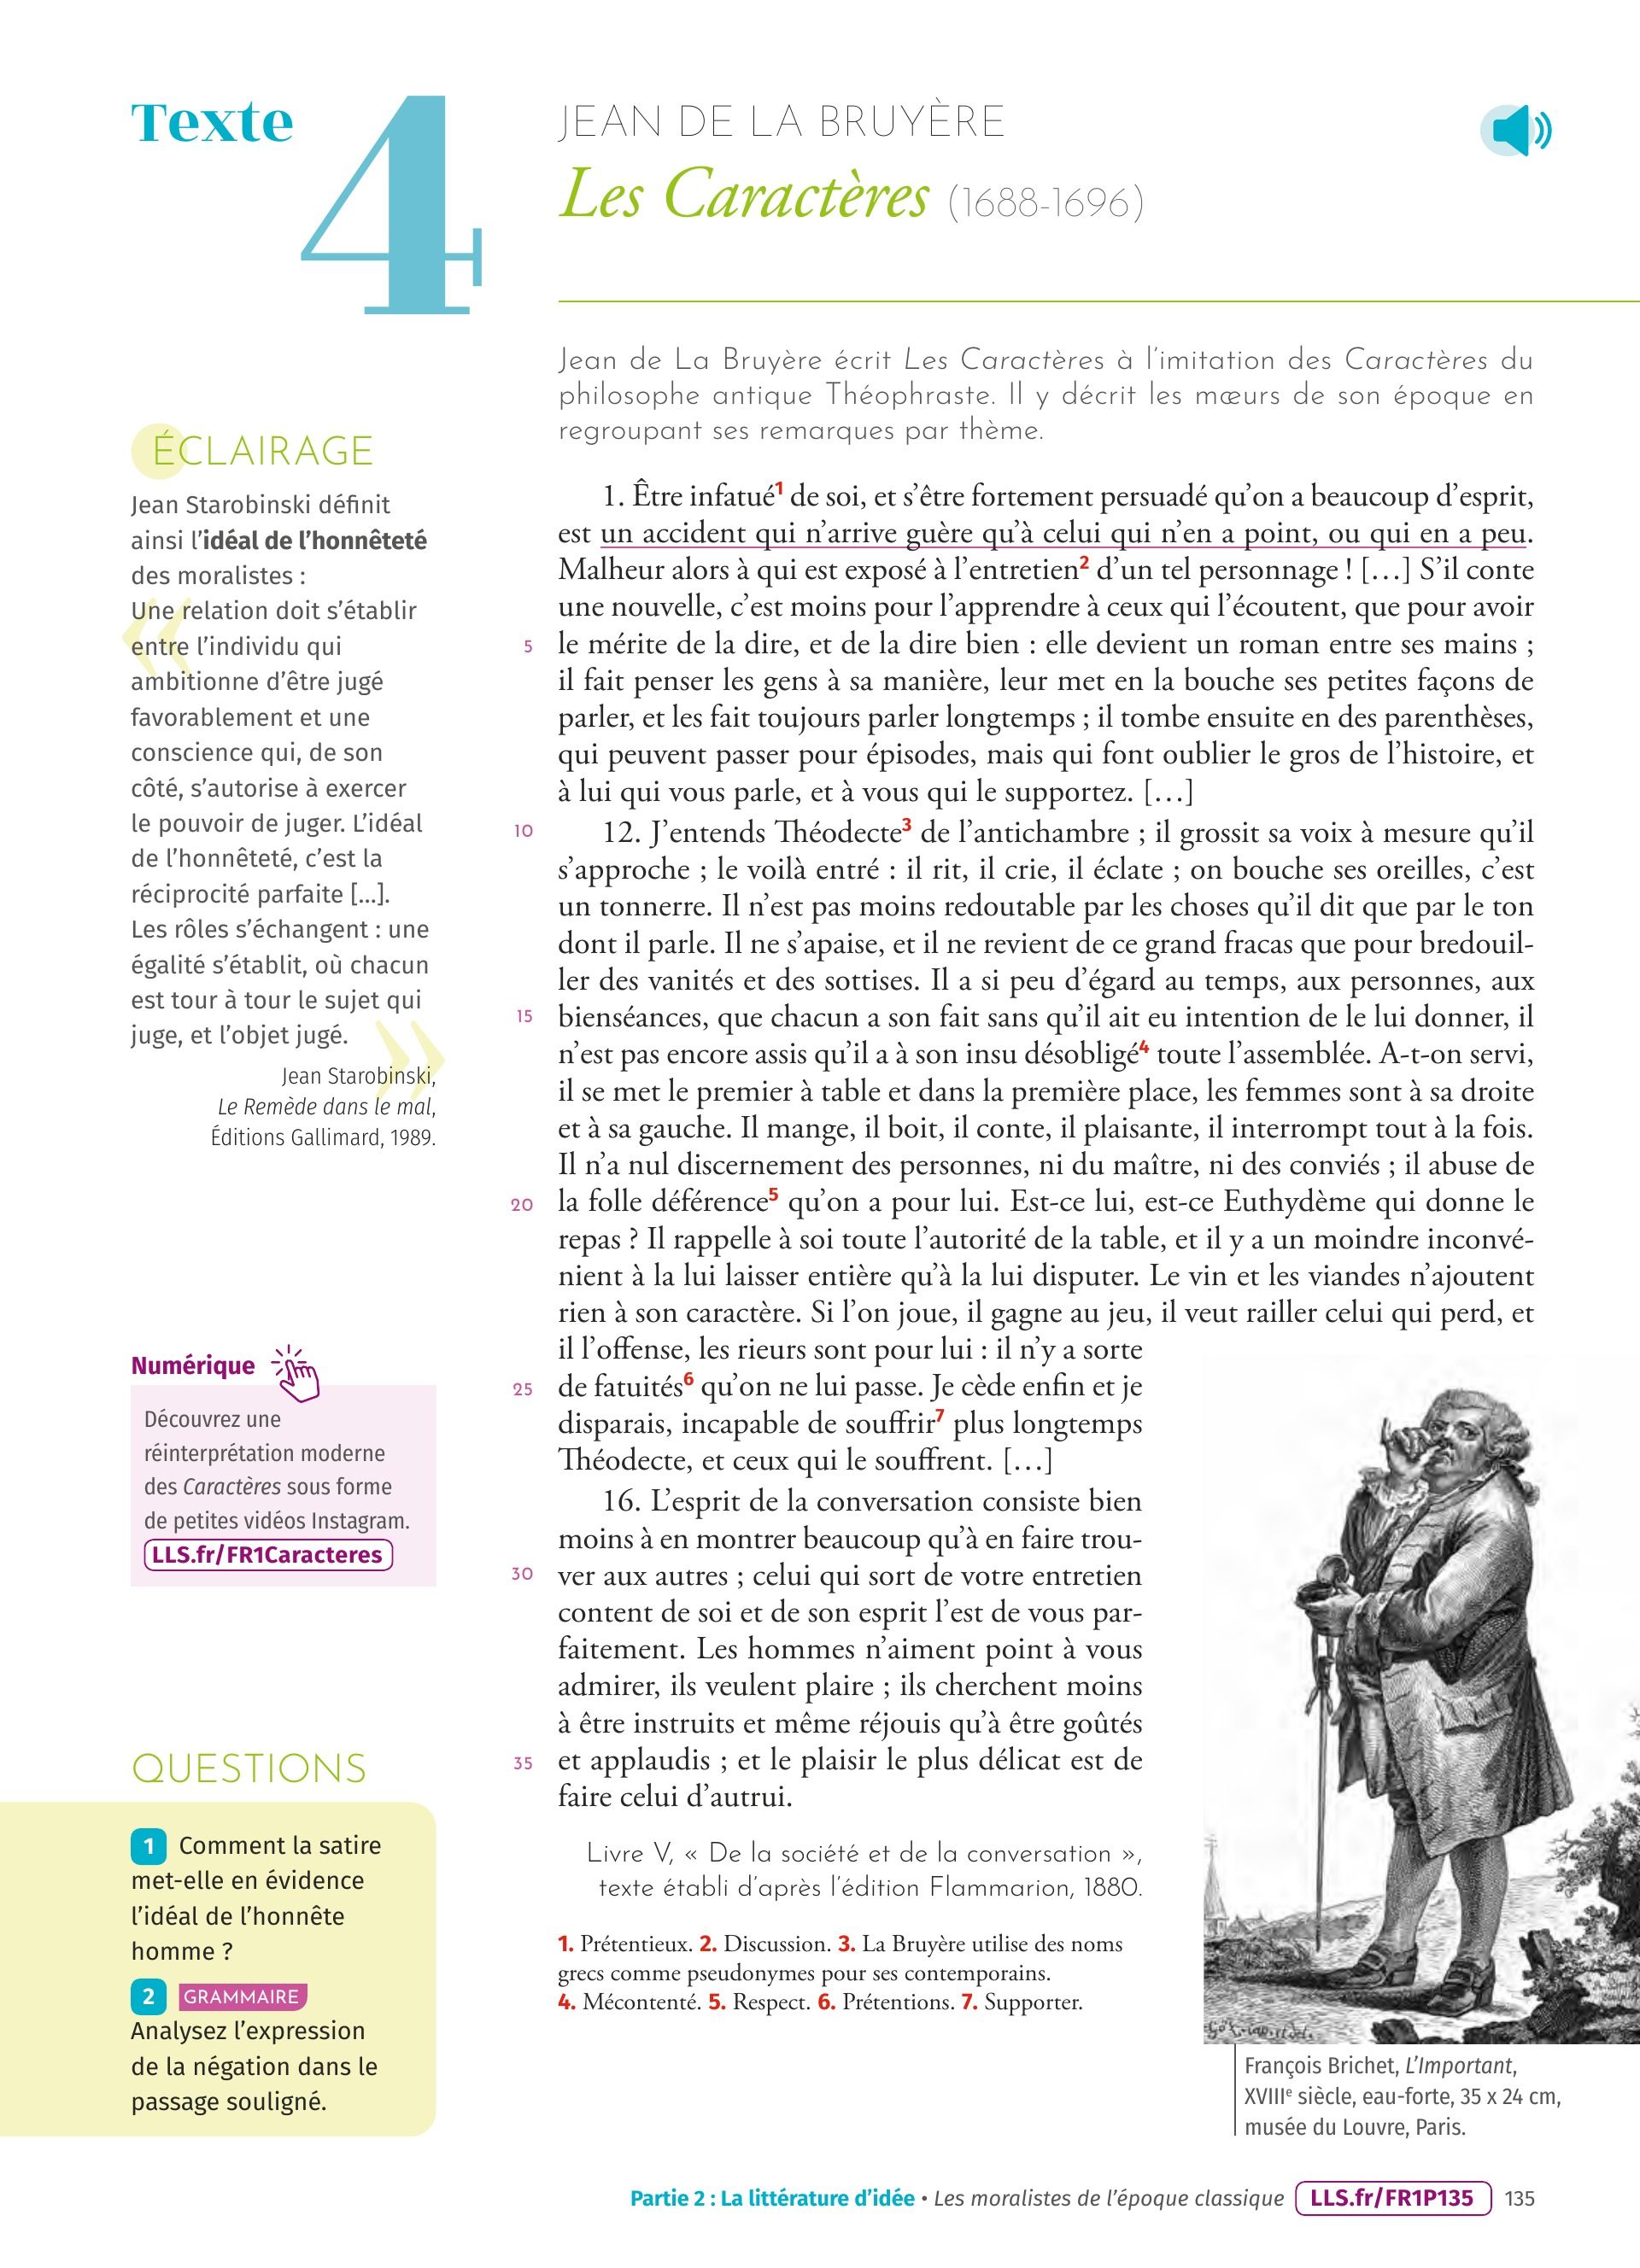 Texte 4
JEAN DE LA BRUYÈRE
Les Caractères (1688-1696)
Jean de La Bruyère écrit Les Caractères à l’imitation des Caractères du
philosophe antique Théophraste. Il y décrit les mœurs de son époque en
regroupant ses remarques par thème.
ÉCLAIRAGE
Jean Starobinski définit
ainsi l’idéal de l’honnêteté
des moralistes :
«
Une relation doit s’établir
entre l’individu qui
ambitionne d’être jugé
favorablement et une
conscience qui, de son
côté, s’autorise à exercer
le pouvoir de juger. L’idéal
de l’honnêteté, c’est la
réciprocité parfaite [...].
Les rôles s’échangent : une
égalité s’établit, où chacun
est tour à tour le sujet qui
juge, et l’objet jugé.
»
Jean Starobinski,
Le Remède dans le mal,
Éditions Gallimard, 1989.
Numérique
Découvrez une
réinterprétation moderne
des Caractères sous forme
de petites vidéos Instagram.
LLS.fr/FR1Caracteres
QUESTIONS
1 Comment la satire
met-elle en évidence
l’idéal de l’honnête
homme ?
2 GRAMMAIRE
Analysez l’expression
de la négation dans le
passage souligné.
1. Être infatué1 de soi, et s’être fortement persuadé qu’on a beaucoup d’esprit,
est un accident qui n’arrive guère qu’à celui qui n’en a point, ou qui en a peu.
Malheur alors à qui est exposé à l’entretien2 d’un tel personnage ! […] S’il conte
une nouvelle, c’est moins pour l’apprendre à ceux qui l’écoutent, que pour avoir
5 le mérite de la dire, et de la dire bien : elle devient un roman entre ses mains ;
il fait penser les gens à sa manière, leur met en la bouche ses petites façons de
parler, et les fait toujours parler longtemps ; il tombe ensuite en des parenthèses,
qui peuvent passer pour épisodes, mais qui font oublier le gros de l’histoire, et
à lui qui vous parle, et à vous qui le supportez. […]
10 12. J’entends Théodecte3 de l’antichambre ; il grossit sa voix à mesure qu’il
s’approche ; le voilà entré : il rit, il crie, il éclate ; on bouche ses oreilles, c’est
un tonnerre. Il n’est pas moins redoutable par les choses qu’il dit que par le ton
dont il parle. Il ne s’apaise, et il ne revient de ce grand fracas que pour bredouil-
ler des vanités et des sottises. Il a si peu d’égard au temps, aux personnes, aux
15 bienséances, que chacun a son fait sans qu’il ait eu intention de le lui donner, il
n’est pas encore assis qu’il a à son insu désobligé4 toute l’assemblée. A-t-on servi,
il se met le premier à table et dans la première place, les femmes sont à sa droite
et à sa gauche. Il mange, il boit, il conte, il plaisante, il interrompt tout à la fois.
Il n’a nul discernement des personnes, ni du maître, ni des conviés ; il abuse de
20 la folle déférence5 qu’on a pour lui. Est-ce lui, est-ce Euthydème qui donne le
repas ? Il rappelle à soi toute l’autorité de la table, et il y a un moindre inconvé-
nient à la lui laisser entière qu’à la lui disputer. Le vin et les viandes n’ajoutent
rien à son caractère. Si l’on joue, il gagne au jeu, il veut railler celui qui perd, et
il l’offense, les rieurs sont pour lui : il n’y a sorte
25 de fatuités6 qu’on ne lui passe. Je cède enfin et je
disparais, incapable de souffrir7 plus longtemps
Théodecte, et ceux qui le souffrent. […]
16. L’esprit de la conversation consiste bien
moins à en montrer beaucoup qu’à en faire trou-
30 ver aux autres ; celui qui sort de votre entretien
content de soi et de son esprit l’est de vous par-
faitement. Les hommes n’aiment point à vous
admirer, ils veulent plaire ; ils cherchent moins
à être instruits et même réjouis qu’à être goûtés
35 et applaudis ; et le plaisir le plus délicat est de
faire celui d’autrui.
Livre V, « De la société et de la conversation »,
texte établi d’après l’édition Flammarion, 1880.
1. Prétentieux. 2. Discussion. 3. La Bruyère utilise des noms
grecs comme pseudonymes pour ses contemporains.
4. Mécontenté. 5. Respect. 6. Prétentions. 7. Supporter.
François Brichet, L’Important,
XVIIIe siècle, eau-forte, 35 x 24 cm,
musée du Louvre, Paris.
Partie 2 : La littérature d’idée • Les moralistes de l’époque classique LLS.fr/FR1P135 135